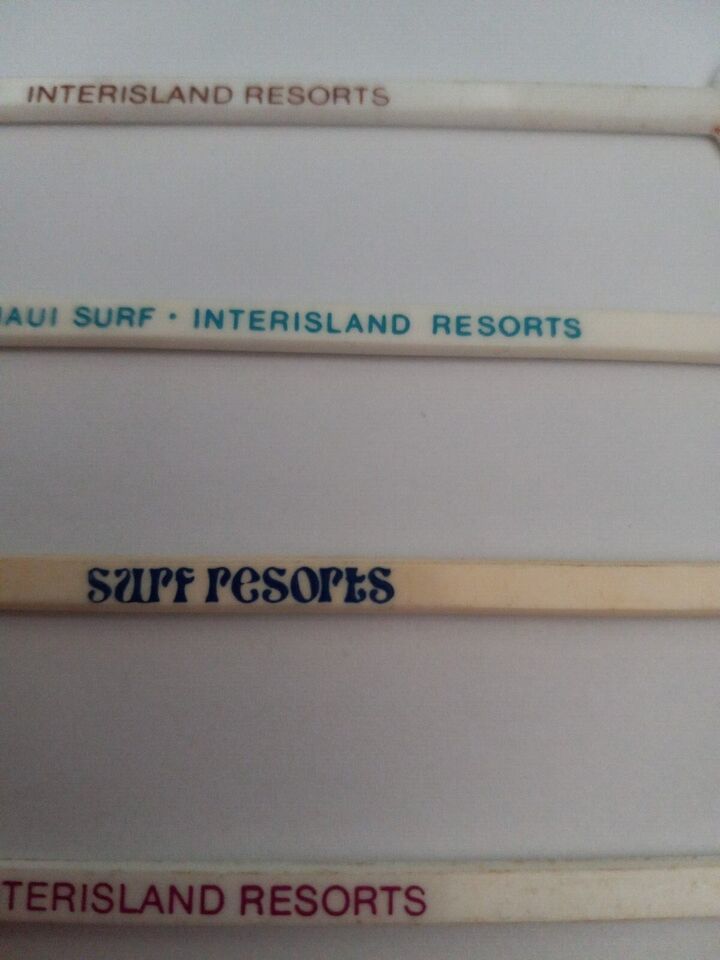 INTERISLAND RESORTS
AUI SURF · INTERISLAND RESORTS
surf resorts
TERISLAND RESORTS